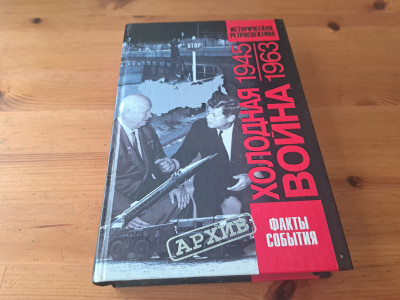 ИСТОРИЧЕСКАЯ
РЕТРОСПЕКТИВА
ХОЛОДНАЯ 1945
ВОЙНА 1963
ФАКТЫ
СОБЫТИЯ
АРХИВ
STOP